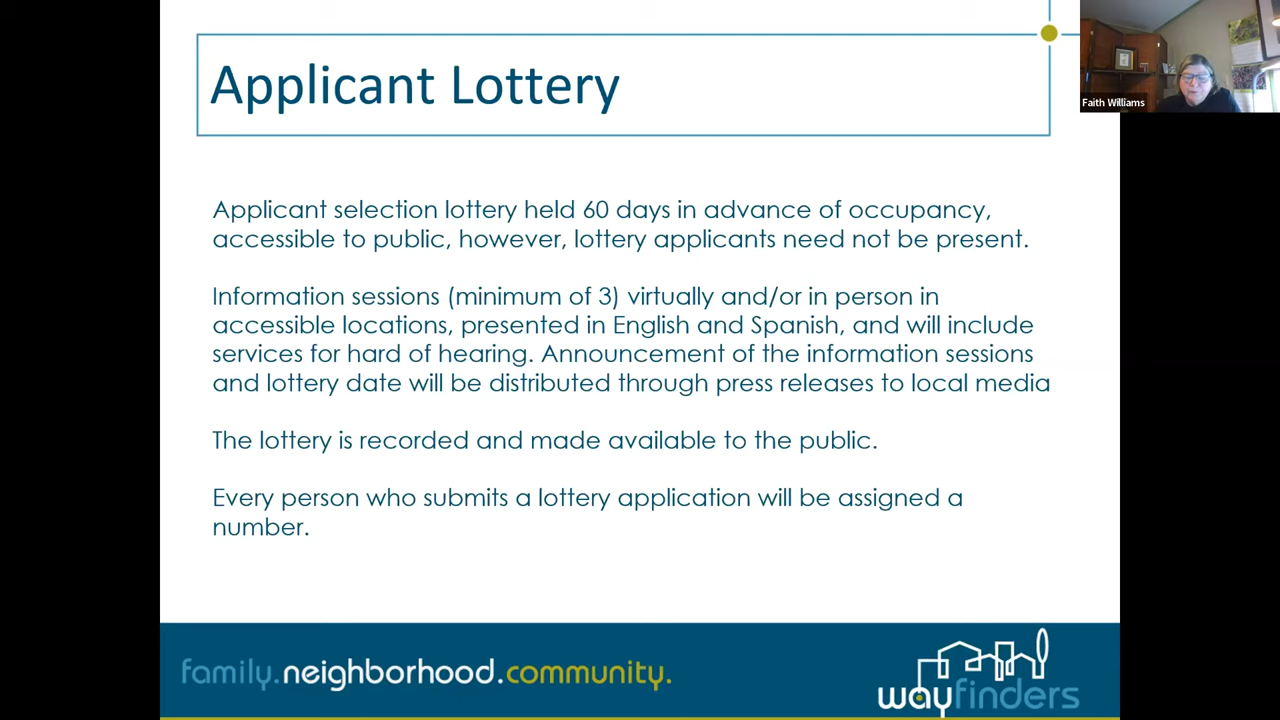 Applicant Lottery
Faith Williams
Applicant selection lottery held 60 days in advance of occupancy,
accessible to public, however, lottery applicants need not be present.
Information sessions (minimum of 3) virtually and/or in person in
accessible locations, presented in English and Spanish, and will include
services for hard of hearing. Announcement of the information sessions
and lottery date will be distributed through press releases to local media
The lottery is recorded and made available to the public.
Every person who submits a lottery application will be assigned a
number.
family.neighborhood.community.
wayfinders